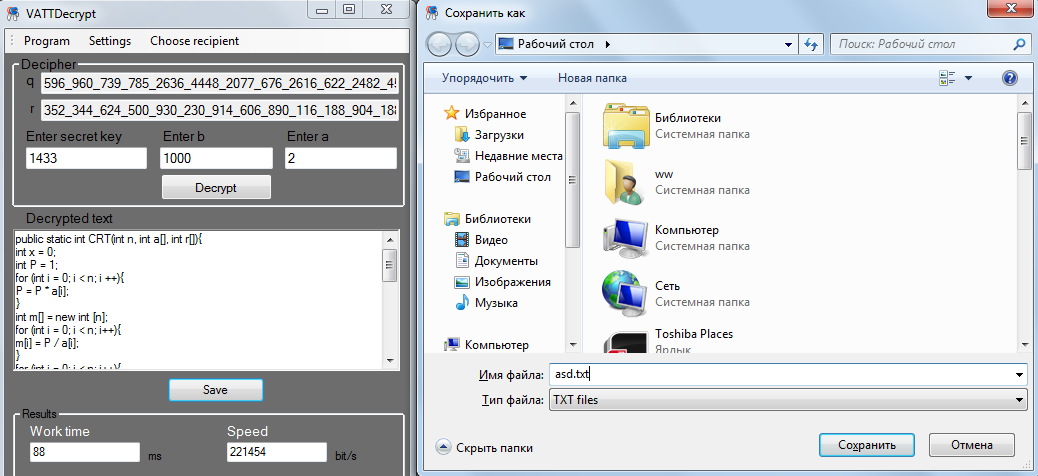 VATTDecrypt
Program Settings Choose recipient
Decipher
q 596_960_739_785_2636_4448_2077_676_2616_622_2482_45
r 352_344_624_500_930_230_914_606_890_116_188_904_188
Enter secret key Enter b Enter a
1433 1000 2
Decrypt
Decrypted text
public static int CRT(int n, int a[], int r[]){
int x = 0;
int P = 1;
for (int i = 0; i < n; i ++){
P = P * a[i];
}
int m[] = new int [n];
for (int i = 0; i < n; i++){
m[i] = P / a[i];
}
for (int i = 0; i < n; i++){
Save
Results
Work time Speed
88 ms 221454 bit/s
Сохранить как
Рабочий стол
Поиск: Рабочий стол
Упорядочить Новая папка
Избранное
Загрузки
Недавние места
Рабочий стол
Библиотеки
Видео
Документы
Изображения
Музыка
Компьютер
Библиотеки
Системная папка
ww
Системная папка
Компьютер
Системная папка
Сеть
Системная папка
Toshiba Places
Ярлык
Имя файла: asd.txt
Тип файла: TXT files
Скрыть папки
Сохранить Отмена